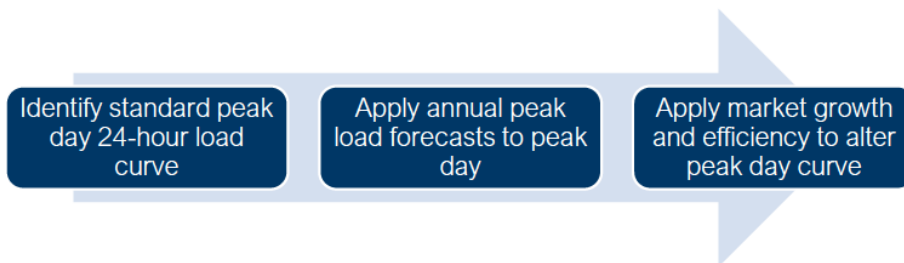 Identify standard peak
day 24-hour load
curve
Apply annual peak
load forecasts to peak
day
Apply market growth
and efficiency to alter
peak day curve